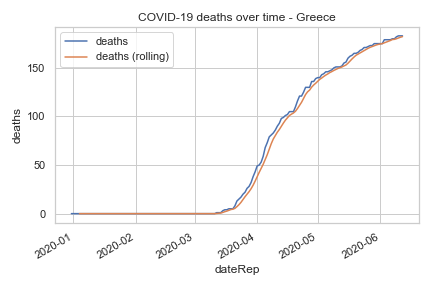 COVID-19 deaths over time - Greece
deaths
deaths (rolling)
deaths
150
100
50
0
2020-01
2020-02
2020-03
2020-04
2020-05
2020-06
dateRep